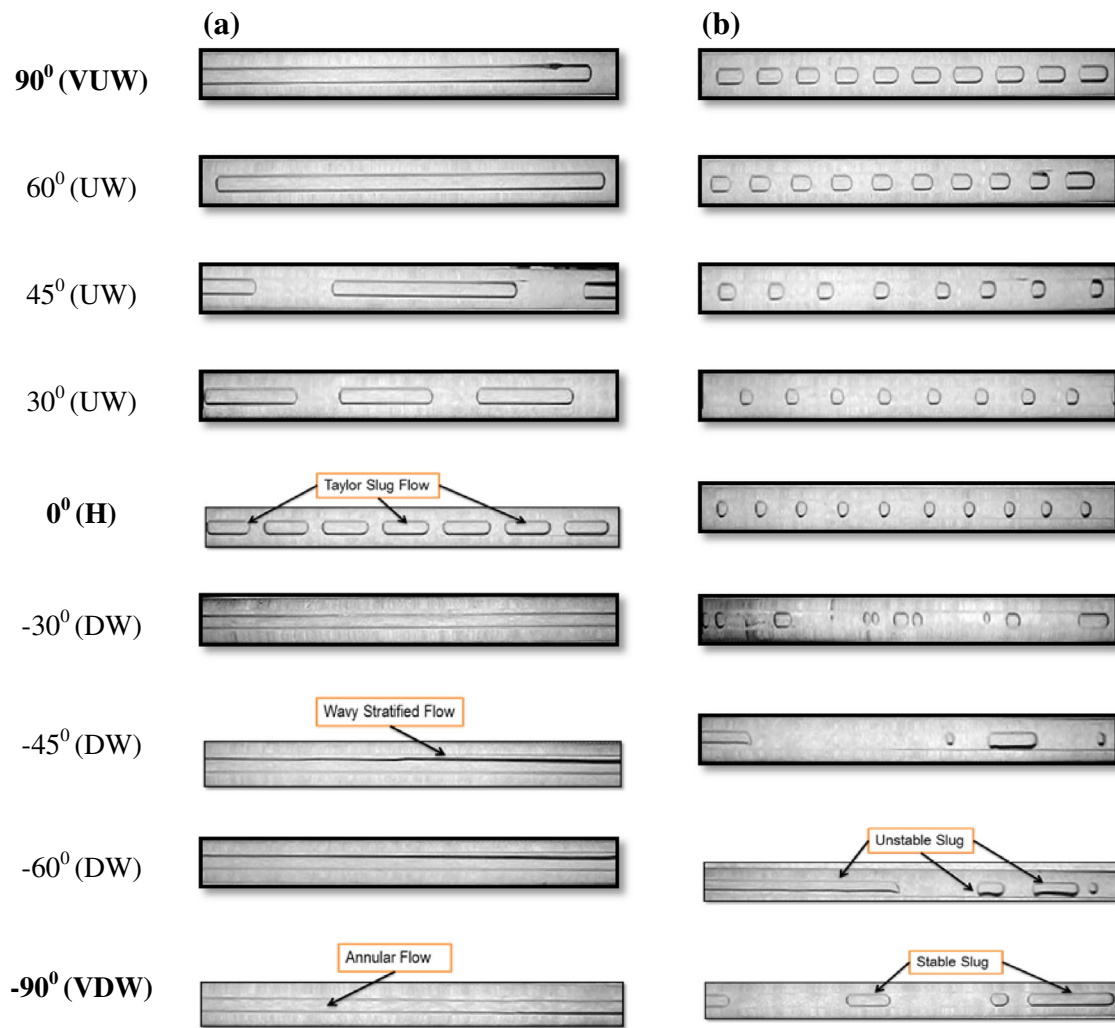 (a) (b)
90⁰ (VUW)
60⁰ (UW)
45⁰ (UW)
30⁰ (UW)
Taylor Slug Flow
0⁰ (H)
-30⁰ (DW)
Wavy Stratified Flow
-45⁰ (DW)
Unstable Slug
-60⁰ (DW)
Annular Flow
Stable Slug
-90⁰ (VDW)